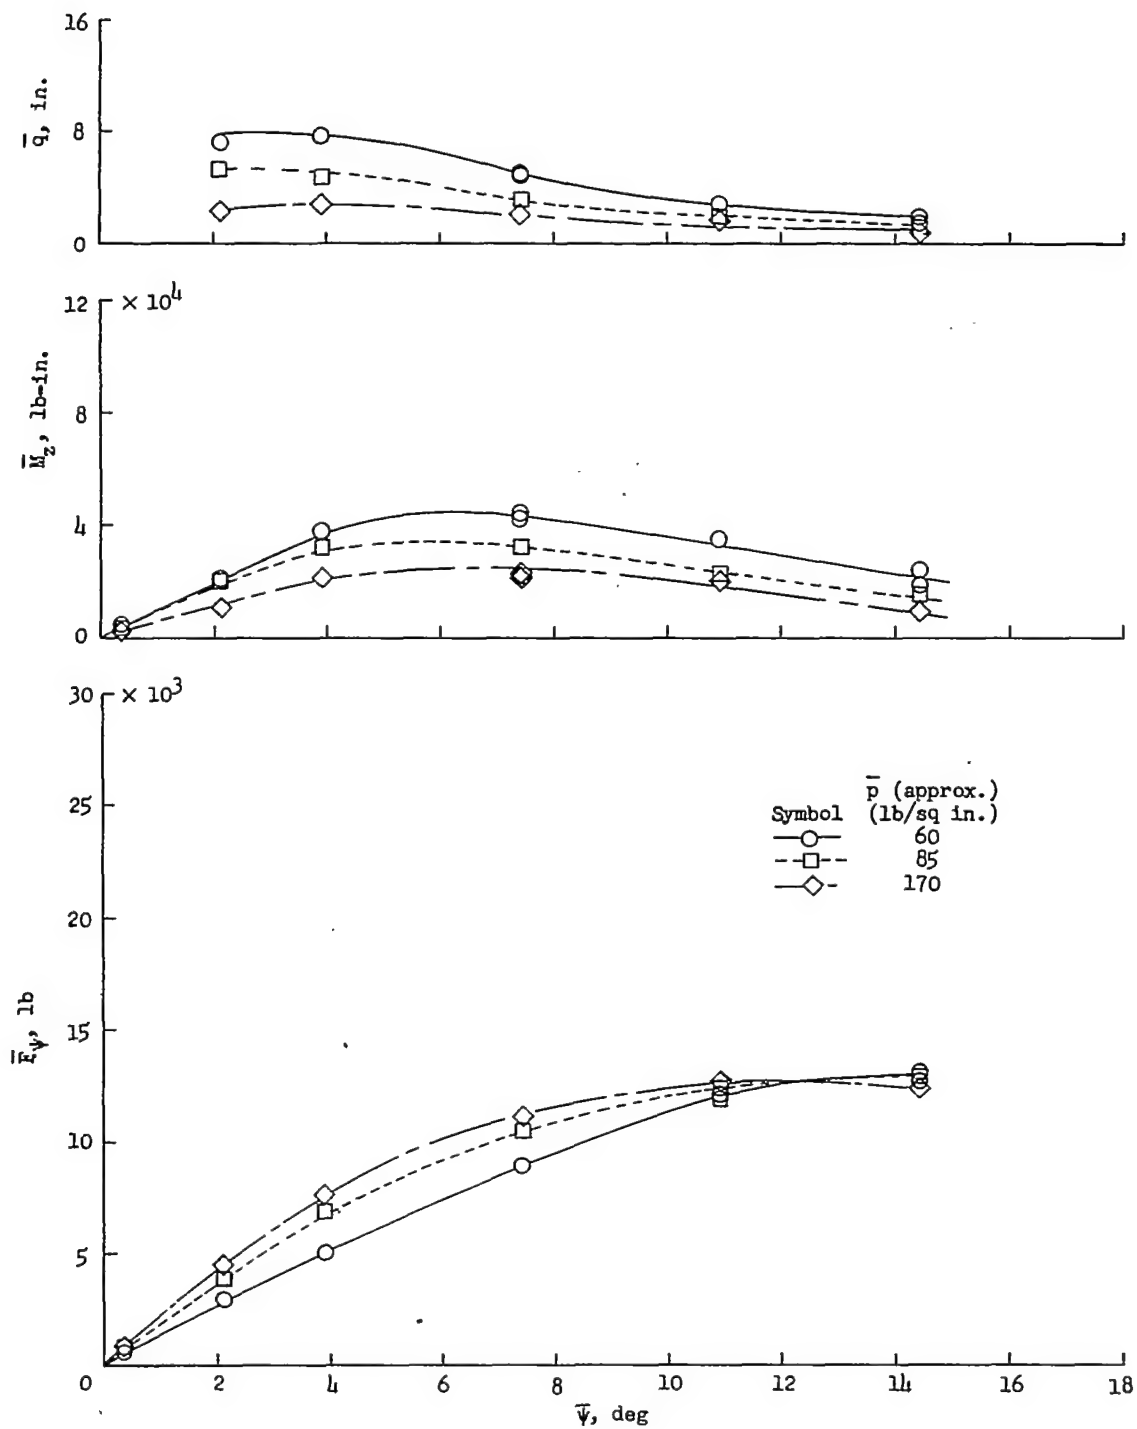 16
8
0
q̄, in.
12 × 10⁴
8
4
0
M̄_z, lb-in.
30 × 10³
25
20
15
10
5
F̄_ψ, lb
p̄ (approx.)
Symbol (lb/sq in.)
60
85
170
0 2 4 6 8 10 12 14 16 18
ψ̄, deg